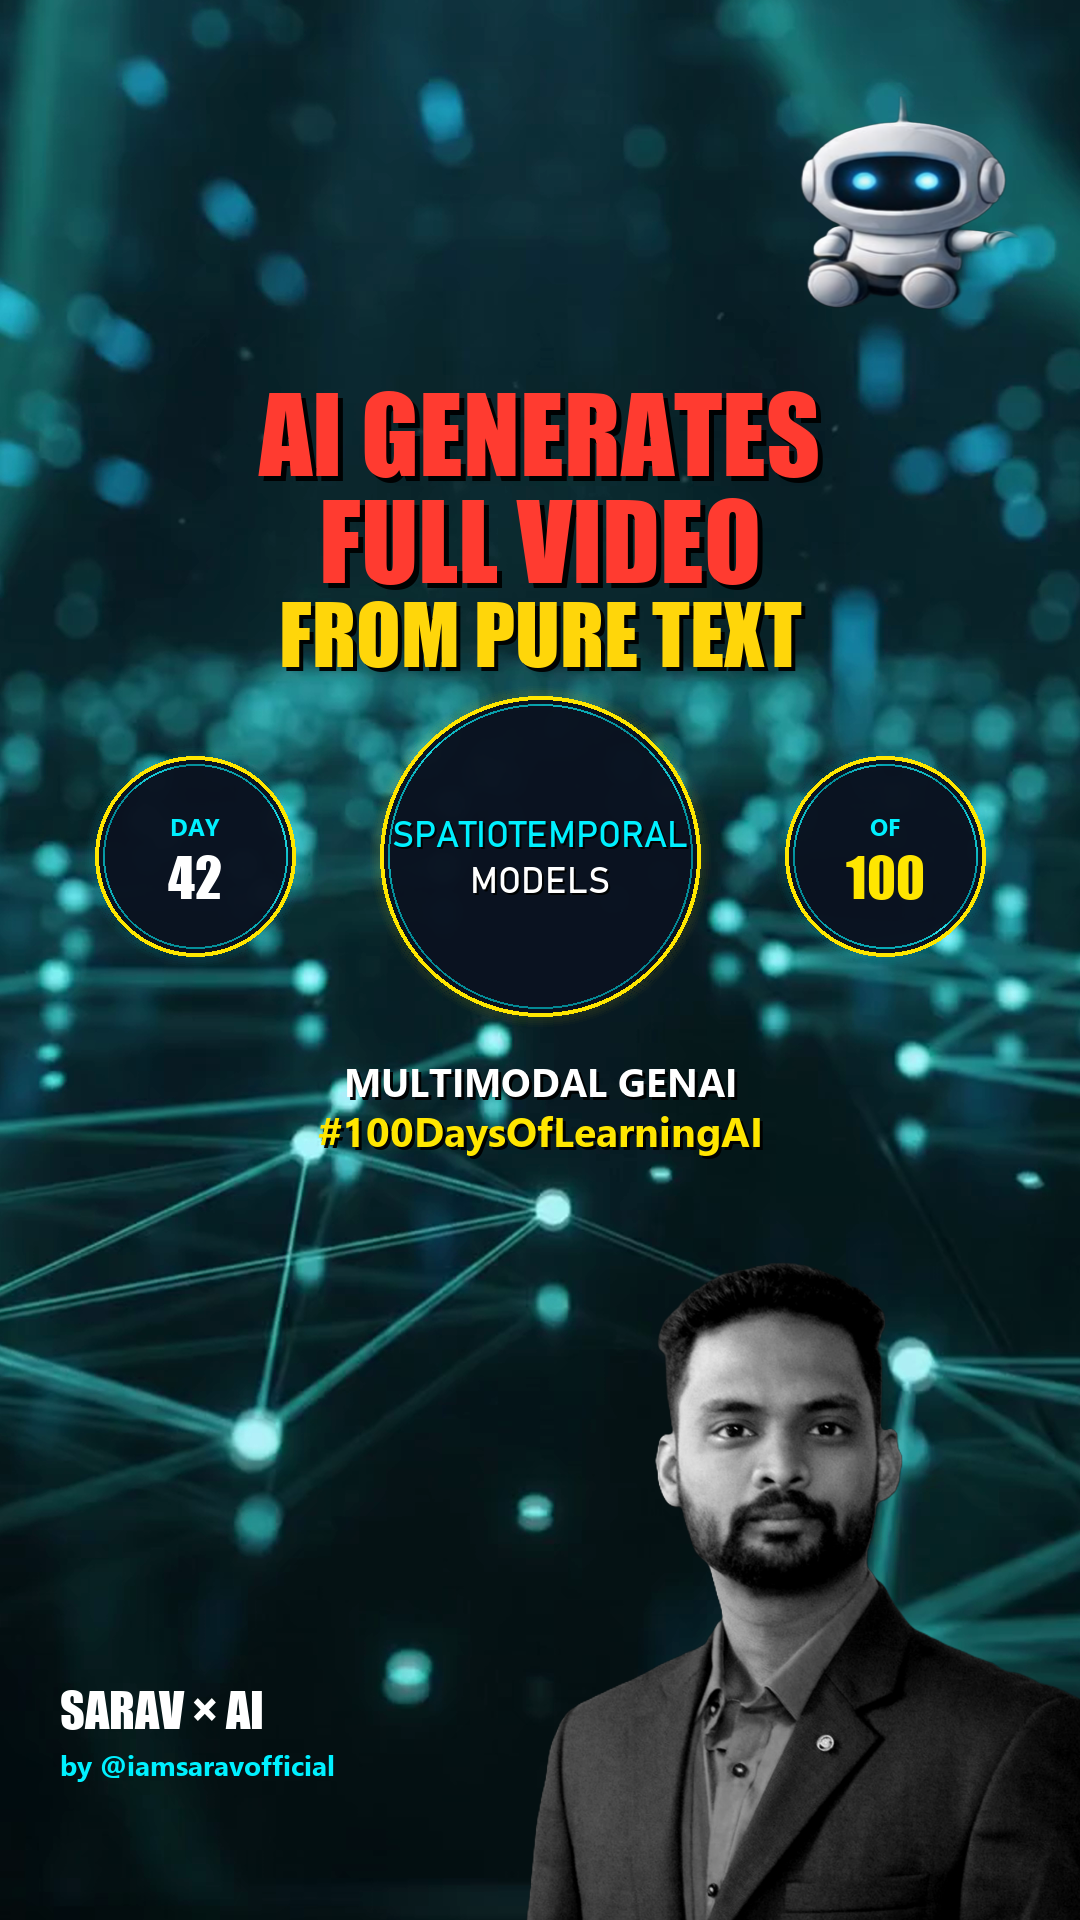 AI GENERATES
FULL VIDEO
FROM PURE TEXT
DAY
42
SPATIOTEMPORAL
MODELS
OF
100
MULTIMODAL GENAI
#100DaysOfLearningAI
SARAV × AI
by @iamsaravofficial